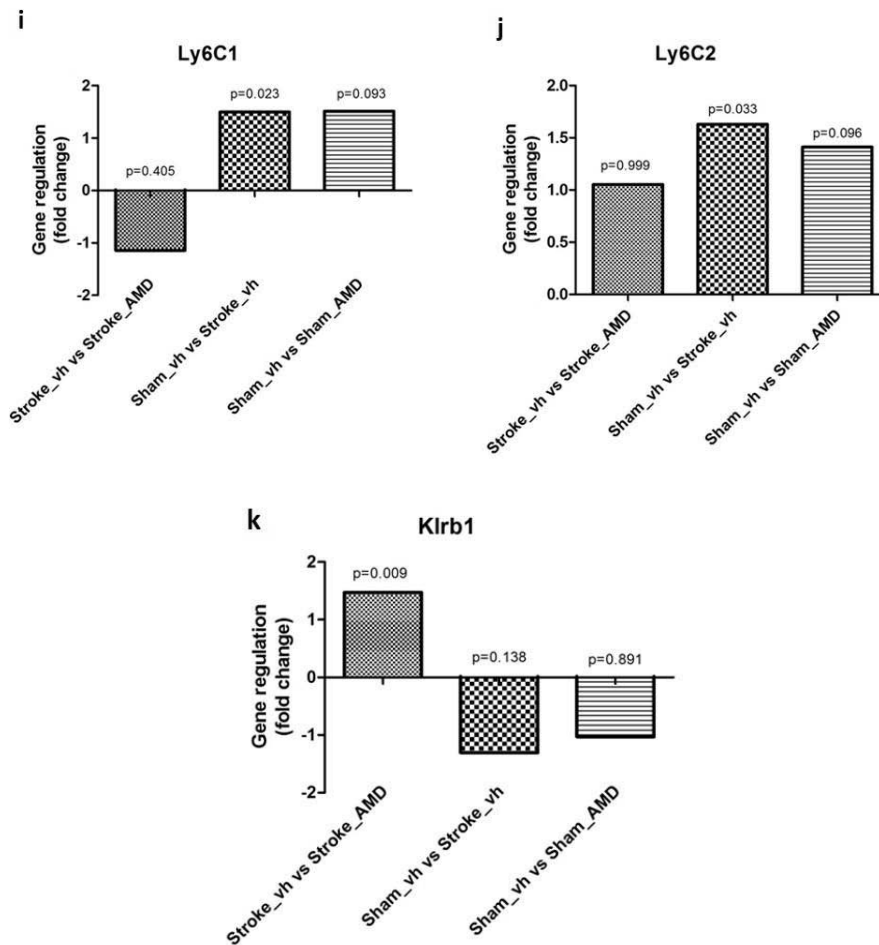 i
Ly6C1
Gene regulation
(fold change)
2
1
0
-1
-2
p=0.405
p=0.023
p=0.093
Stroke_vh vs Stroke_AMD
Sham_vh vs Stroke_vh
Sham_vh vs Sham_AMD
j
Ly6C2
Gene regulation
(fold change)
2.0
1.5
1.0
0.5
0.0
p=0.999
p=0.033
p=0.096
Stroke_vh vs Stroke_AMD
Sham_vh vs Stroke_vh
Sham_vh vs Sham_AMD
k
Klrb1
Gene regulation
(fold change)
2
1
0
-1
-2
p=0.009
p=0.138
p=0.891
Stroke_vh vs Stroke_AMD
Sham_vh vs Stroke_vh
Sham_vh vs Sham_AMD